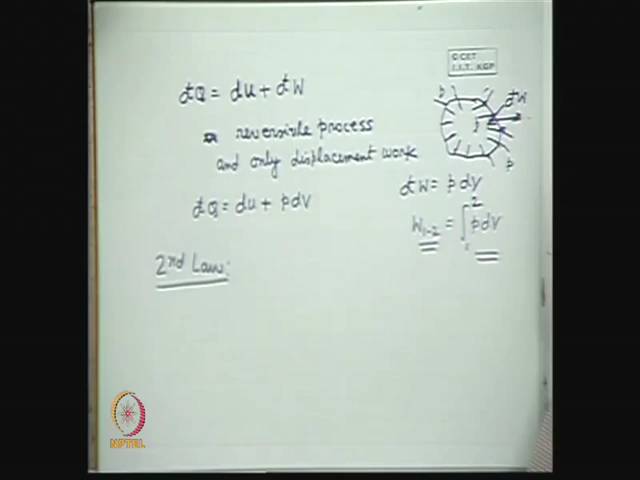 đQ = dU + đW
reversible process
and only displacement work
đQ = dU + pdV
2nd Law:
© CET
I.I.T. KGP
p
đW
p
đW = pdV
W₁₋₂ = ∫₁² pdV
NPTEL